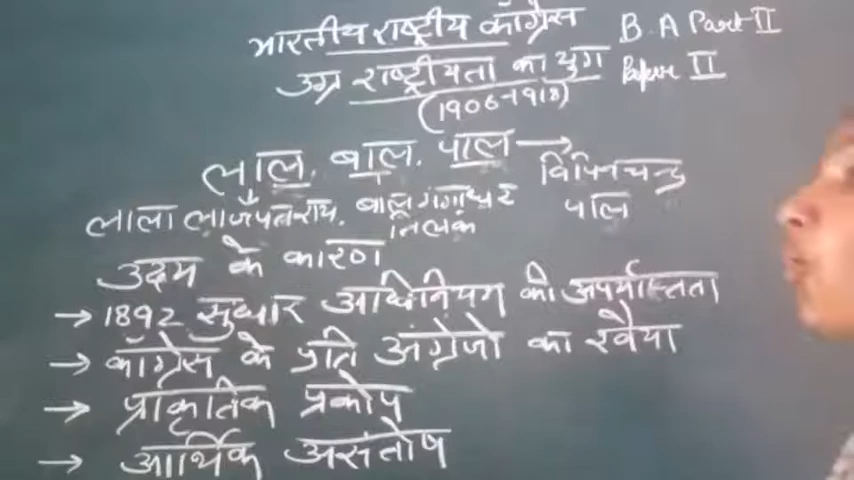 भारतीय राष्ट्रीय काँग्रेस B.A Part II
उग्र राष्ट्रीयता का युग Paper II
(1906-1918)
लाल, बाल, पाल → विपिनचन्द्र पाल
लाला लाजपतराय, बालगंगाधर तिलक
उदय के कारण
→ 1892 सुधार अधिनियम की अपर्याप्तता
→ काँग्रेस के प्रति अंग्रेजो का रवैया
→ प्राकृतिक प्रकोप
→ आर्थिक असंतोष